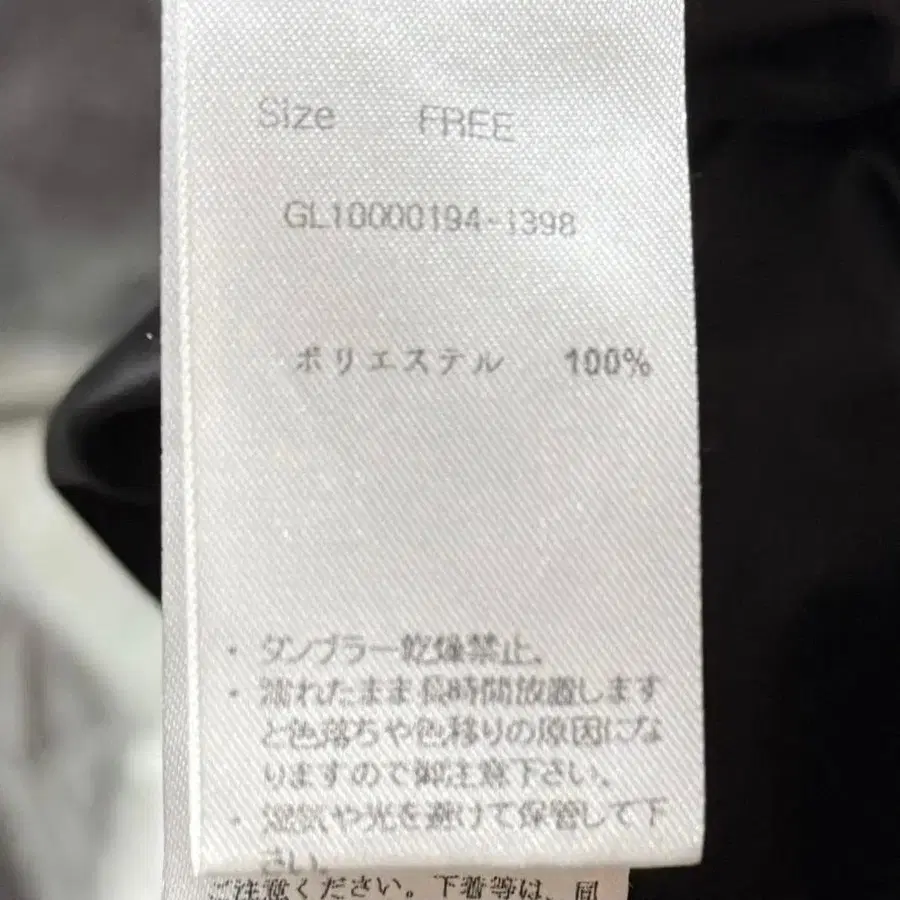 Size FREE
GL10000194-1398
ポリエステル 100%
・タンブラー乾燥禁止。
・濡れたまま長時間放置します
と色落ちや色移りの原因にな
りますので御注意下さい。
・湿気や光を避けて保管して下
さい。
ご注意ください。下着等は、同